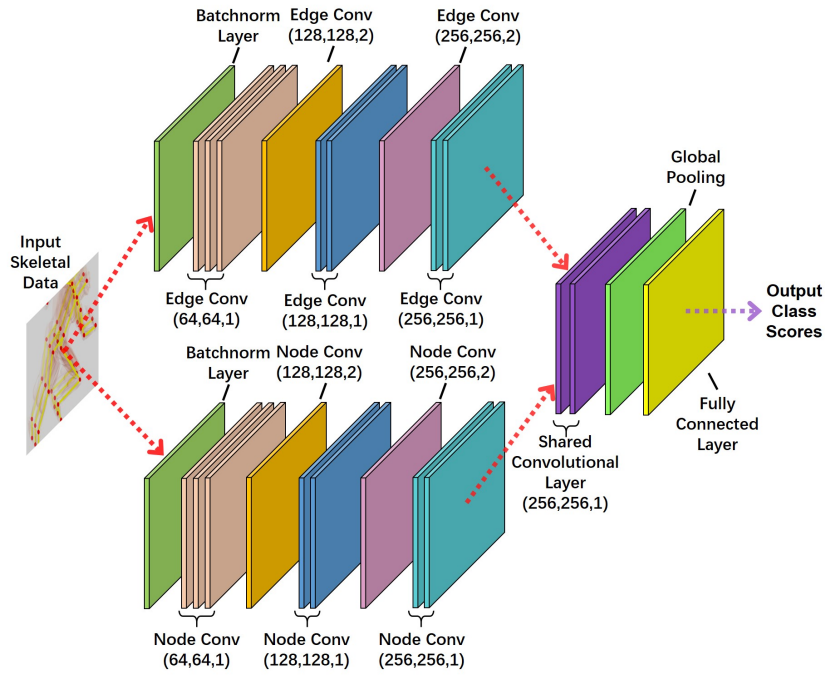 Batchnorm
Layer
Edge Conv
(128,128,2)
Edge Conv
(256,256,2)
Input
Skeletal
Data
Edge Conv
(64,64,1)
Edge Conv
(128,128,1)
Edge Conv
(256,256,1)
Global
Pooling
Output
Class
Scores
Batchnorm
Layer
Node Conv
(128,128,2)
Node Conv
(256,256,2)
Shared
Convolutional
Layer
(256,256,1)
Fully
Connected
Layer
Node Conv
(64,64,1)
Node Conv
(128,128,1)
Node Conv
(256,256,1)